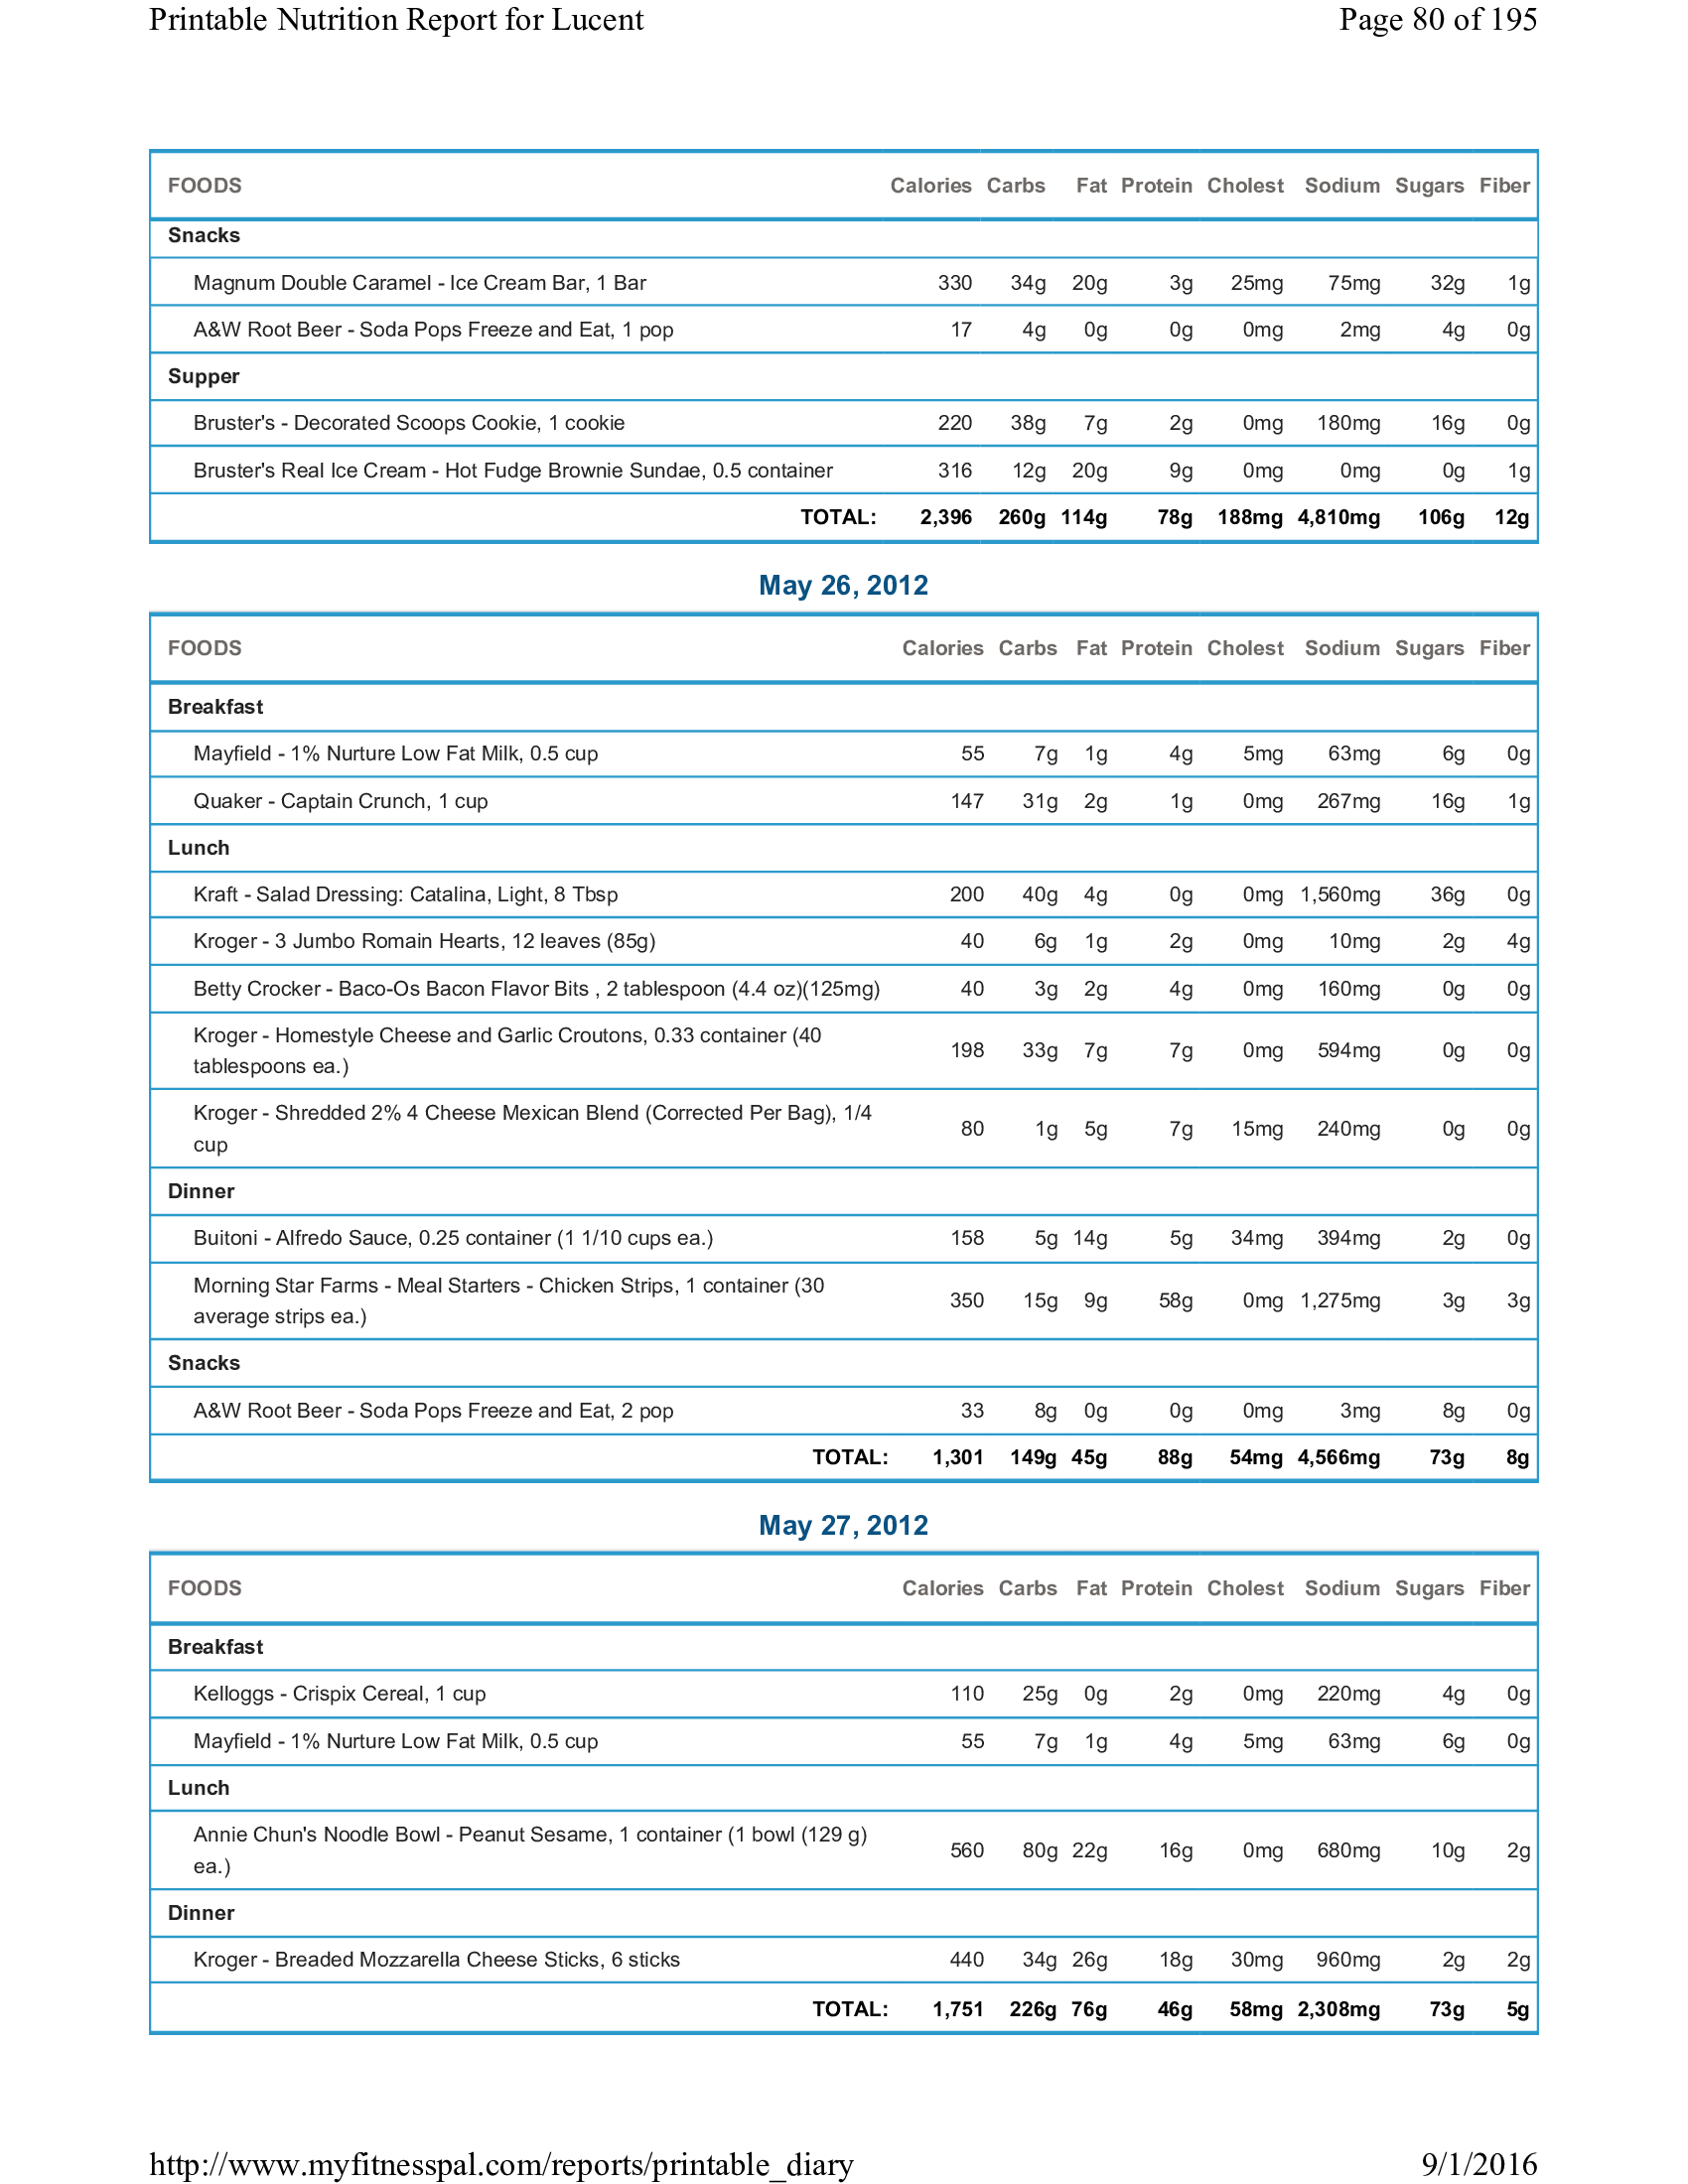 Printable Nutrition Report for Lucent Page 80 of 195
FOODS Calories Carbs Fat Protein Cholest Sodium Sugars Fiber
Snacks
Magnum Double Caramel - Ice Cream Bar, 1 Bar 330 34g 20g 3g 25mg 75mg 32g 1g
A&W Root Beer - Soda Pops Freeze and Eat, 1 pop 17 4g 0g 0g 0mg 2mg 4g 0g
Supper
Bruster's - Decorated Scoops Cookie, 1 cookie 220 38g 7g 2g 0mg 180mg 16g 0g
Bruster's Real Ice Cream - Hot Fudge Brownie Sundae, 0.5 container 316 12g 20g 9g 0mg 0mg 0g 1g
TOTAL: 2,396 260g 114g 78g 188mg 4,810mg 106g 12g
May 26, 2012
FOODS Calories Carbs Fat Protein Cholest Sodium Sugars Fiber
Breakfast
Mayfield - 1% Nurture Low Fat Milk, 0.5 cup 55 7g 1g 4g 5mg 63mg 6g 0g
Quaker - Captain Crunch, 1 cup 147 31g 2g 1g 0mg 267mg 16g 1g
Lunch
Kraft - Salad Dressing: Catalina, Light, 8 Tbsp 200 40g 4g 0g 0mg 1,560mg 36g 0g
Kroger - 3 Jumbo Romain Hearts, 12 leaves (85g) 40 6g 1g 2g 0mg 10mg 2g 4g
Betty Crocker - Baco-Os Bacon Flavor Bits , 2 tablespoon (4.4 oz)(125mg) 40 3g 2g 4g 0mg 160mg 0g 0g
Kroger - Homestyle Cheese and Garlic Croutons, 0.33 container (40
tablespoons ea.) 198 33g 7g 7g 0mg 594mg 0g 0g
Kroger - Shredded 2% 4 Cheese Mexican Blend (Corrected Per Bag), 1/4
cup 80 1g 5g 7g 15mg 240mg 0g 0g
Dinner
Buitoni - Alfredo Sauce, 0.25 container (1 1/10 cups ea.) 158 5g 14g 5g 34mg 394mg 2g 0g
Morning Star Farms - Meal Starters - Chicken Strips, 1 container (30
average strips ea.) 350 15g 9g 58g 0mg 1,275mg 3g 3g
Snacks
A&W Root Beer - Soda Pops Freeze and Eat, 2 pop 33 8g 0g 0g 0mg 3mg 8g 0g
TOTAL: 1,301 149g 45g 88g 54mg 4,566mg 73g 8g
May 27, 2012
FOODS Calories Carbs Fat Protein Cholest Sodium Sugars Fiber
Breakfast
Kelloggs - Crispix Cereal, 1 cup 110 25g 0g 2g 0mg 220mg 4g 0g
Mayfield - 1% Nurture Low Fat Milk, 0.5 cup 55 7g 1g 4g 5mg 63mg 6g 0g
Lunch
Annie Chun's Noodle Bowl - Peanut Sesame, 1 container (1 bowl (129 g)
ea.) 560 80g 22g 16g 0mg 680mg 10g 2g
Dinner
Kroger - Breaded Mozzarella Cheese Sticks, 6 sticks 440 34g 26g 18g 30mg 960mg 2g 2g
TOTAL: 1,751 226g 76g 46g 58mg 2,308mg 73g 5g
http://www.myfitnesspal.com/reports/printable_diary 9/1/2016